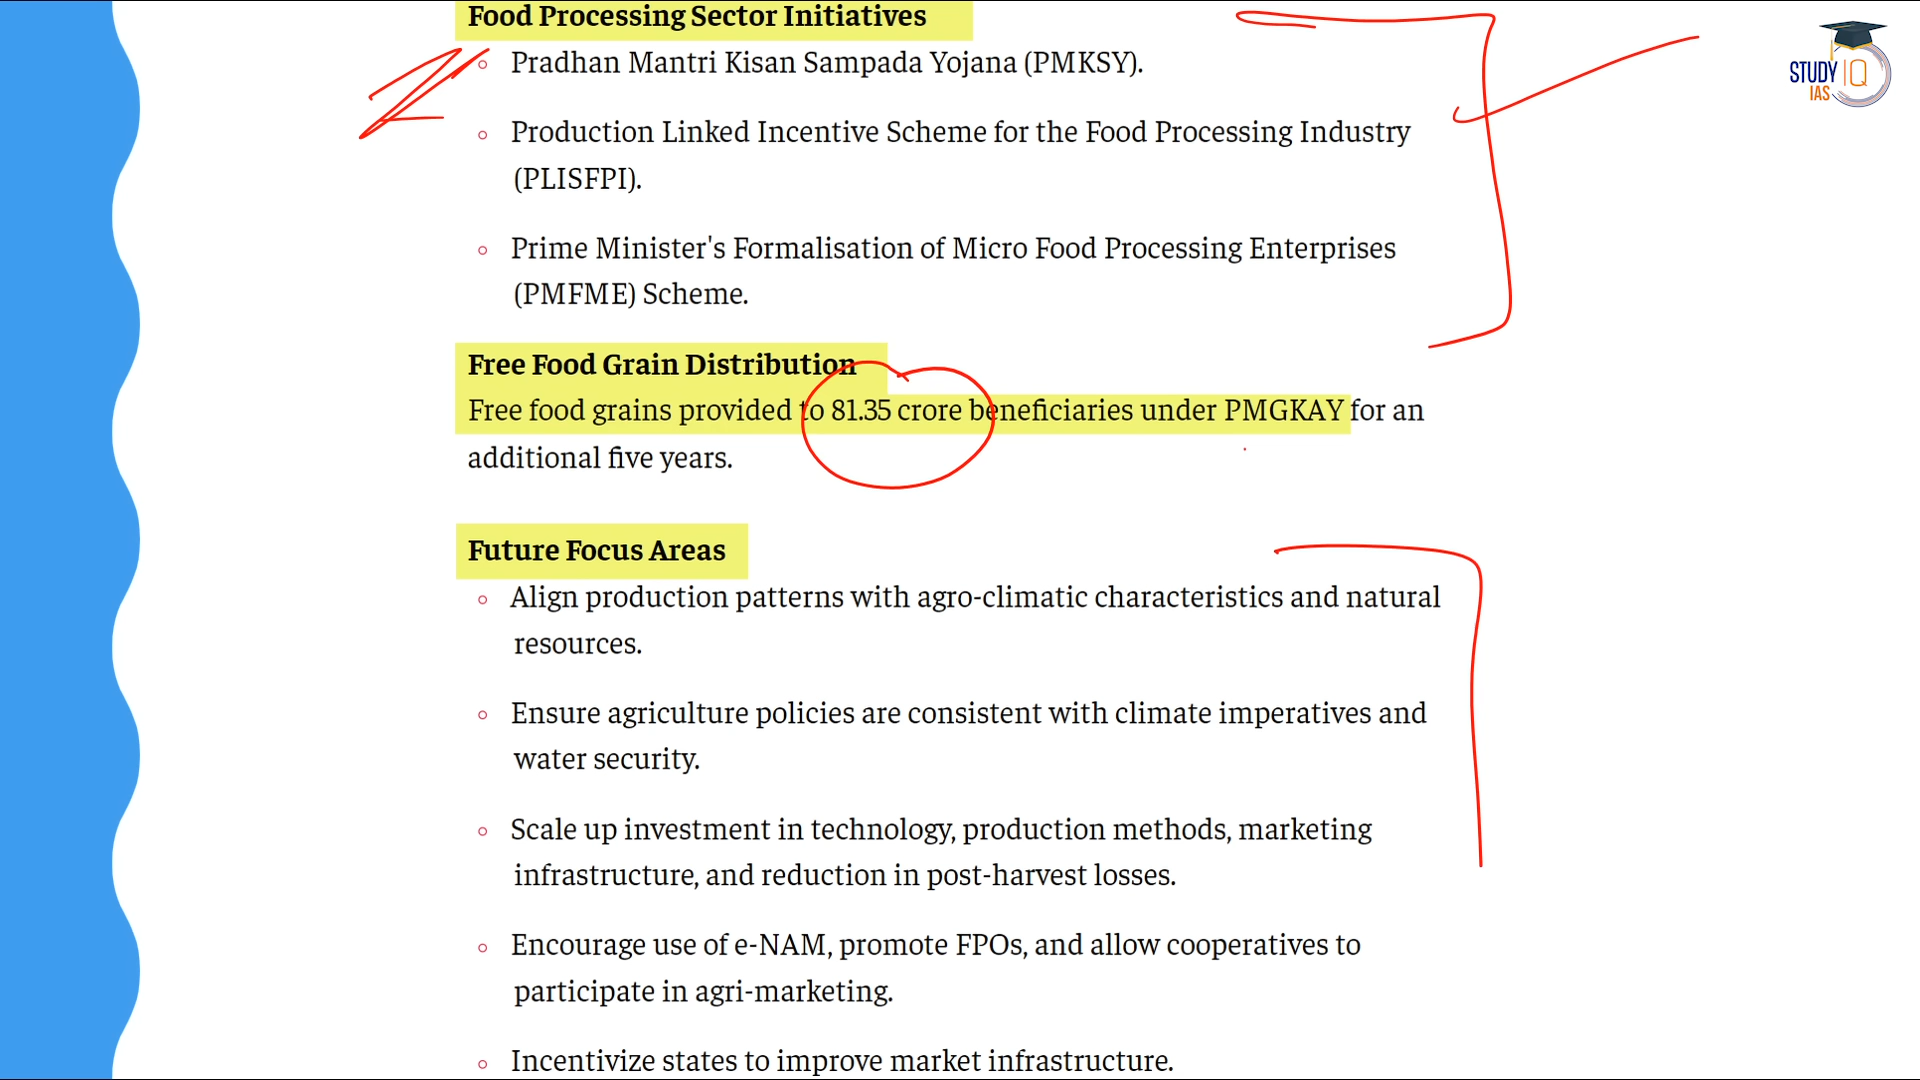 Food Processing Sector Initiatives
Pradhan Mantri Kisan Sampada Yojana (PMKSY).
Production Linked Incentive Scheme for the Food Processing Industry
(PLISFPI).
Prime Minister's Formalisation of Micro Food Processing Enterprises
(PMFME) Scheme.
Free Food Grain Distribution
Free food grains provided to 81.35 crore beneficiaries under PMGKAY for an
additional five years.
Future Focus Areas
Align production patterns with agro-climatic characteristics and natural
resources.
Ensure agriculture policies are consistent with climate imperatives and
water security.
Scale up investment in technology, production methods, marketing
infrastructure, and reduction in post-harvest losses.
Encourage use of e-NAM, promote FPOs, and allow cooperatives to
participate in agri-marketing.
Incentivize states to improve market infrastructure.
STUDY IQ
IAS